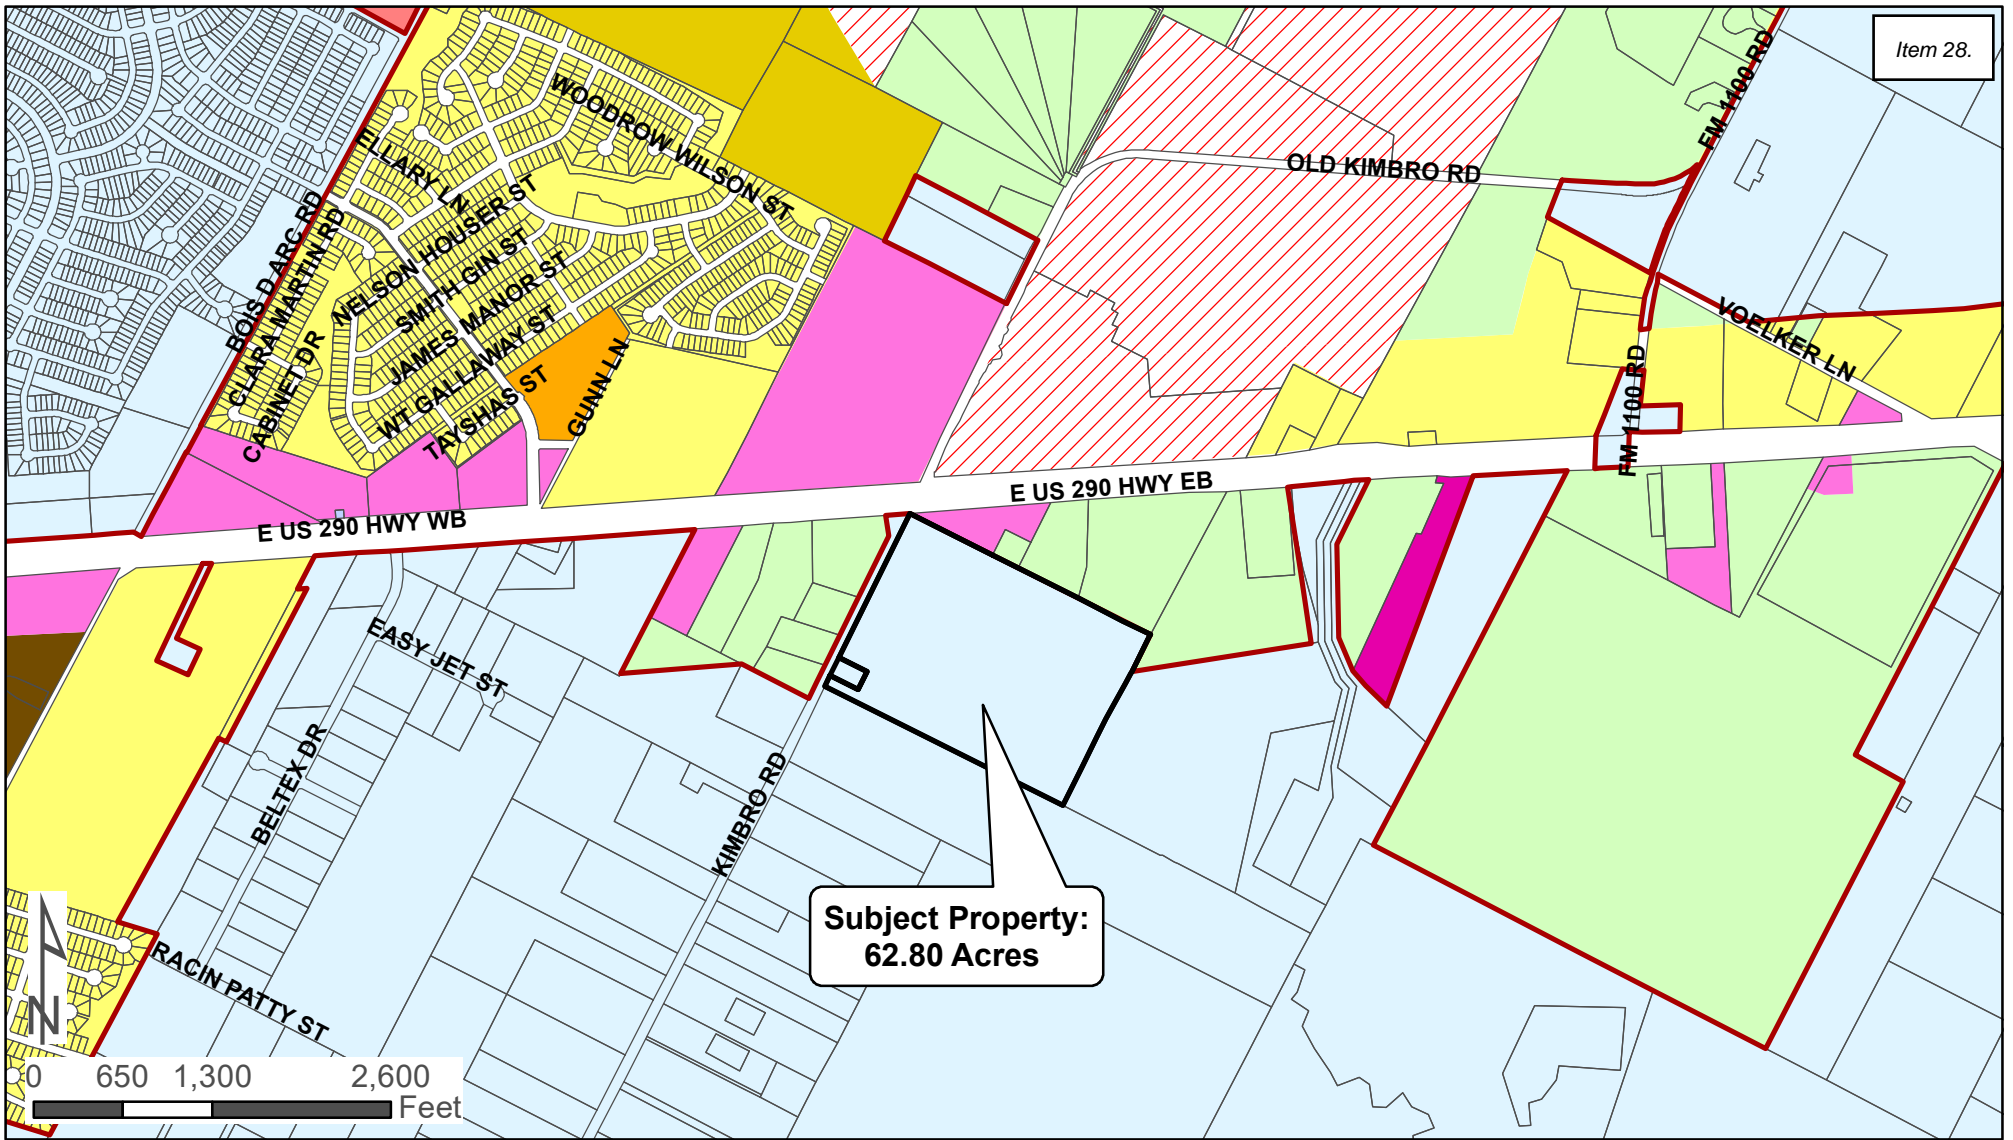 Item 28.
FM 1100 RD
WOODROW WILSON ST
OLD KIMBRO RD
ELLARY LN
BOIS D ARC RD
CLARA MARTIN RD
NELSON HOUSER ST
SMITH GIN ST
JAMES MANOR ST
WT GALLAWAY ST
TAYSHAS ST
CABINET DR
GUNN LN
VOELKER LN
FM 1100 RD
E US 290 HWY EB
E US 290 HWY WB
EASY JET ST
BELTEX DR
KIMBRO RD
Subject Property:
62.80 Acres
RACIN PATTY ST
N
0 650 1,300 2,600
Feet